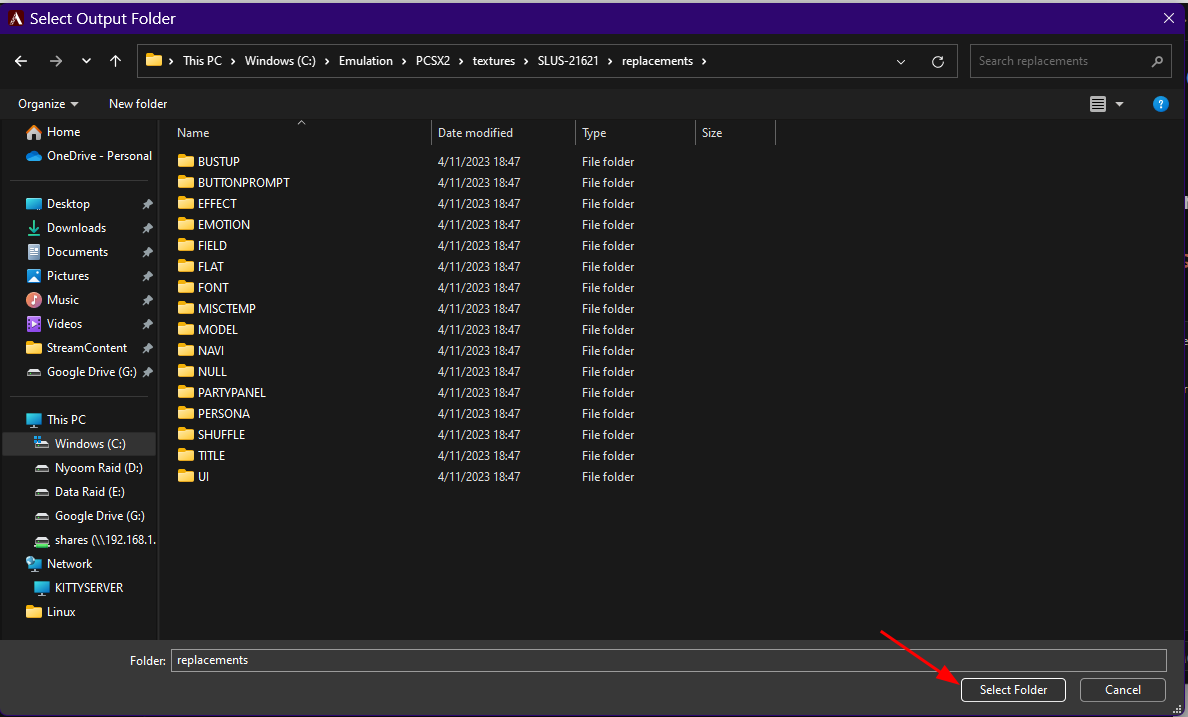 Select Output Folder
This PC > Windows (C:) > Emulation > PCSX2 > textures > SLUS-21621 > replacements >
Search replacements
Organize
New folder
Home
OneDrive - Personal
Desktop
Downloads
Documents
Pictures
Music
Videos
StreamContent
Google Drive (G:)
This PC
Windows (C:)
Nyoom Raid (D:)
Data Raid (E:)
Google Drive (G:)
shares (\\192.168.1.
Network
KITTYSERVER
Linux
Name Date modified Type Size
BUSTUP 4/11/2023 18:47 File folder
BUTTONPROMPT 4/11/2023 18:47 File folder
EFFECT 4/11/2023 18:47 File folder
EMOTION 4/11/2023 18:47 File folder
FIELD 4/11/2023 18:47 File folder
FLAT 4/11/2023 18:47 File folder
FONT 4/11/2023 18:47 File folder
MISCTEMP 4/11/2023 18:47 File folder
MODEL 4/11/2023 18:47 File folder
NAVI 4/11/2023 18:47 File folder
NULL 4/11/2023 18:47 File folder
PARTYPANEL 4/11/2023 18:47 File folder
PERSONA 4/11/2023 18:47 File folder
SHUFFLE 4/11/2023 18:47 File folder
TITLE 4/11/2023 18:47 File folder
UI 4/11/2023 18:47 File folder
Folder: replacements
Select Folder
Cancel